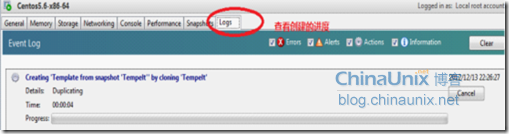 Centos5.6-x86-64
Logged in as: Local root account
General Memory Storage Networking Console Performance Snapshots Logs
查看创建的进度
Event Log
Errors Alerts Actions Information Clear
Creating 'Template from snapshot 'Tempelt'' by cloning 'Tempelt'
2012/12/13 22:26:27
Details: Duplicating
Cancel
Time: 00:00:04
Progress:
ChinaUnix 博客
blog.chinaunix.net